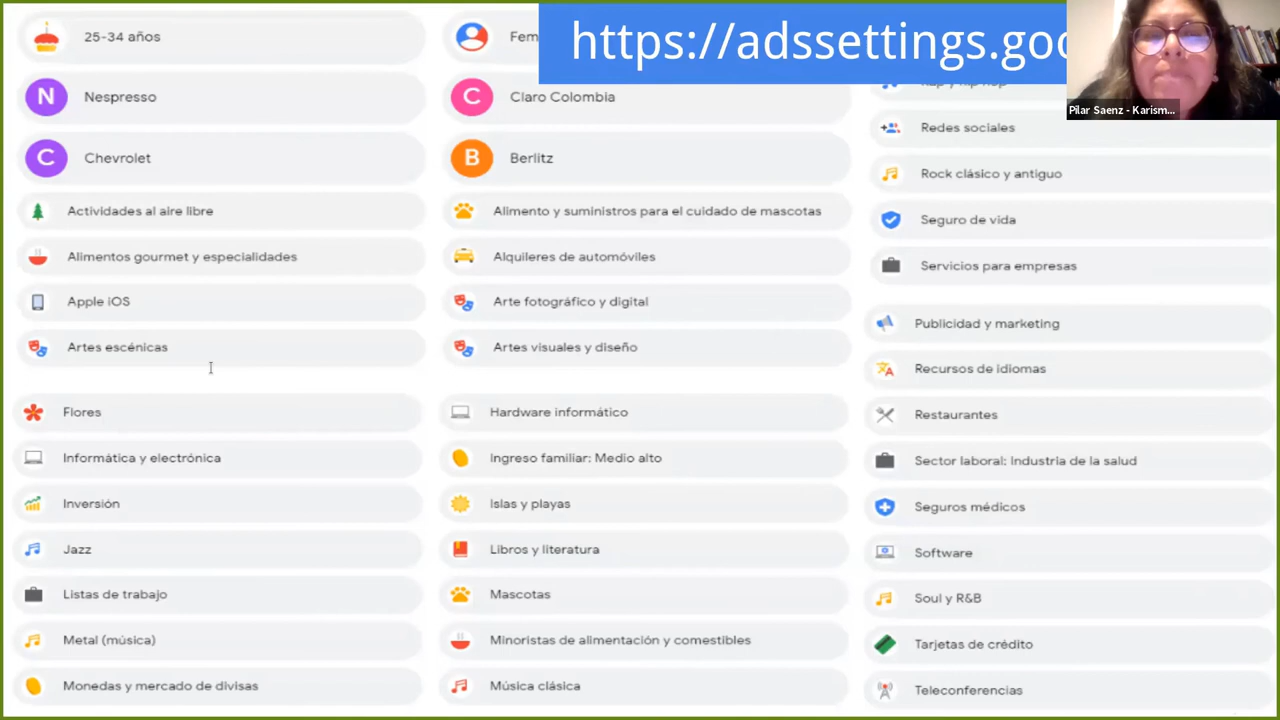 25-34 años
Fem
https://adssettings.goo
Pilar Saenz - Karism...
Nespresso
Claro Colombia
Chevrolet
Berlitz
Actividades al aire libre
Alimento y suministros para el cuidado de mascotas
Alimentos gourmet y especialidades
Alquileres de automóviles
Apple iOS
Arte fotográfico y digital
Artes escénicas
Artes visuales y diseño
Flores
Hardware informático
Informática y electrónica
Ingreso familiar: Medio alto
Inversión
Islas y playas
Jazz
Libros y literatura
Listas de trabajo
Mascotas
Metal (música)
Minoristas de alimentación y comestibles
Monedas y mercado de divisas
Música clásica
Redes sociales
Rock clásico y antiguo
Seguro de vida
Servicios para empresas
Publicidad y marketing
Recursos de idiomas
Restaurantes
Sector laboral: Industria de la salud
Seguros médicos
Software
Soul y R&B
Tarjetas de crédito
Teleconferencias
N
C
C
B